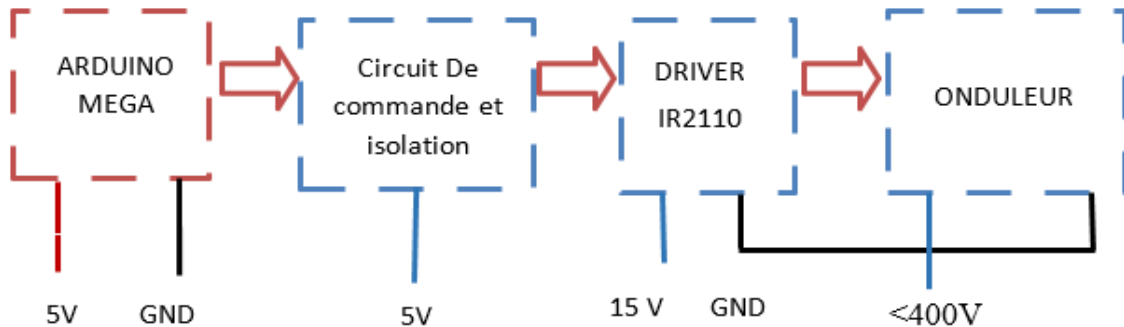 ARDUINO
MEGA
Circuit De
commande et
isolation
DRIVER
IR2110
ONDULEUR
5V
GND
5V
15 V
GND
<400V